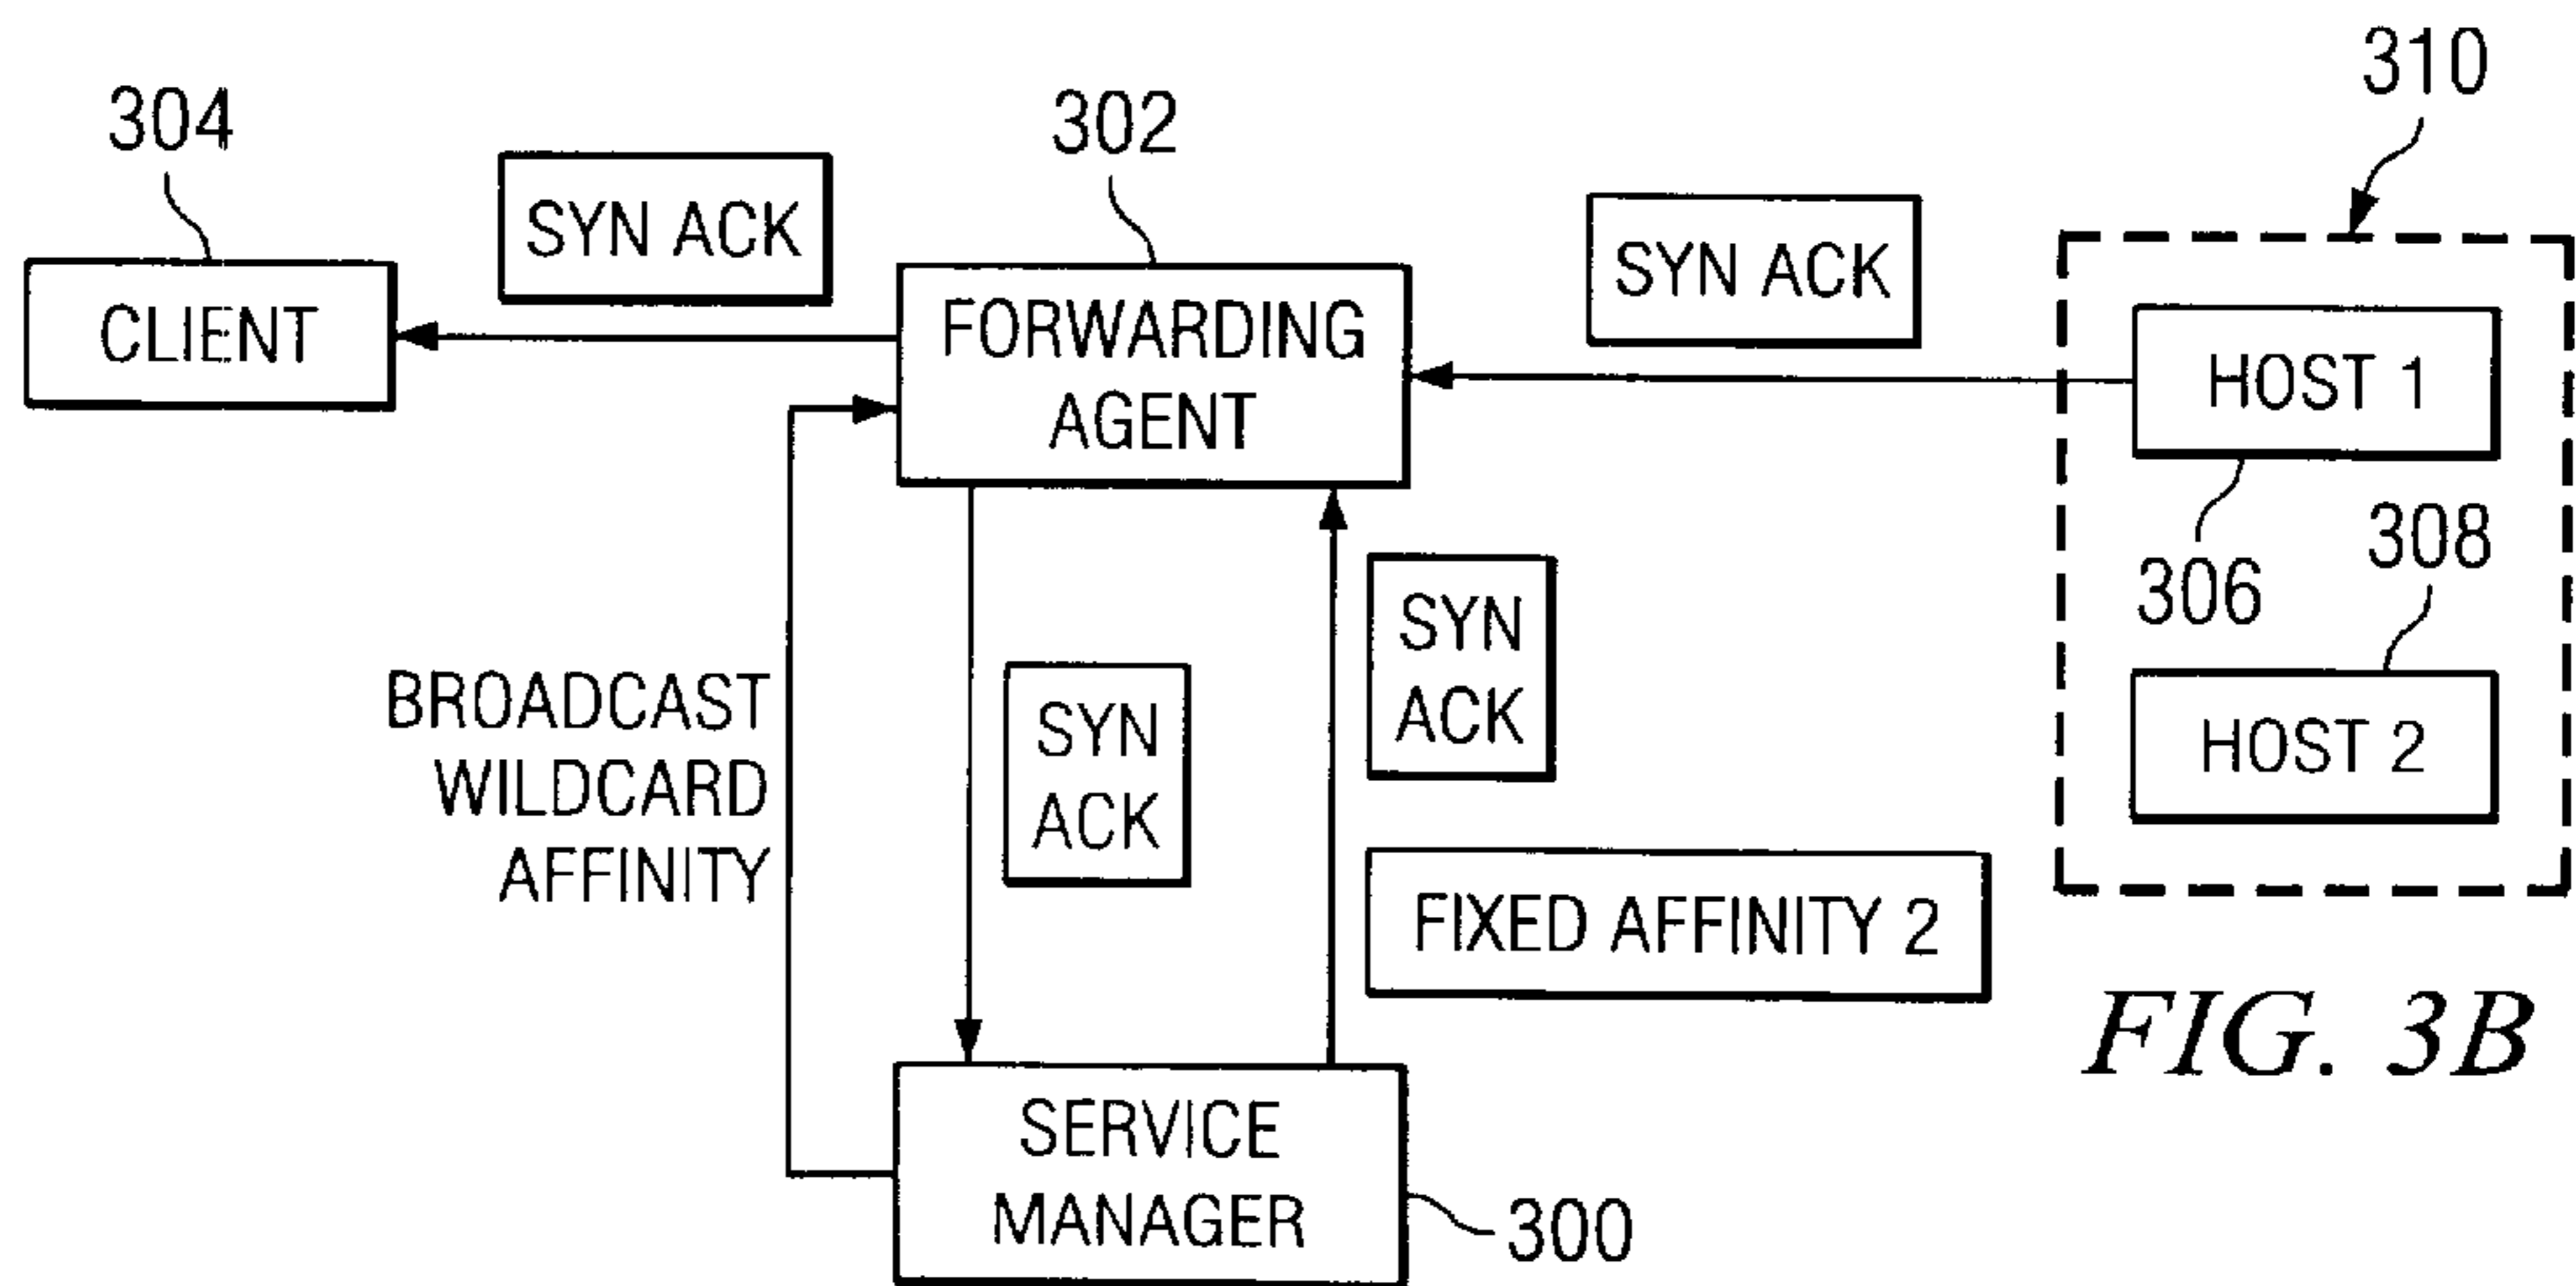 310
304
302
SYN ACK
SYN ACK
CLIENT
FORWARDING
AGENT
HOST 1
306
308
HOST 2
BROADCAST
WILDCARD
AFFINITY
SYN
ACK
SYN
ACK
FIXED AFFINITY 2
SERVICE
MANAGER
300
FIG. 3B